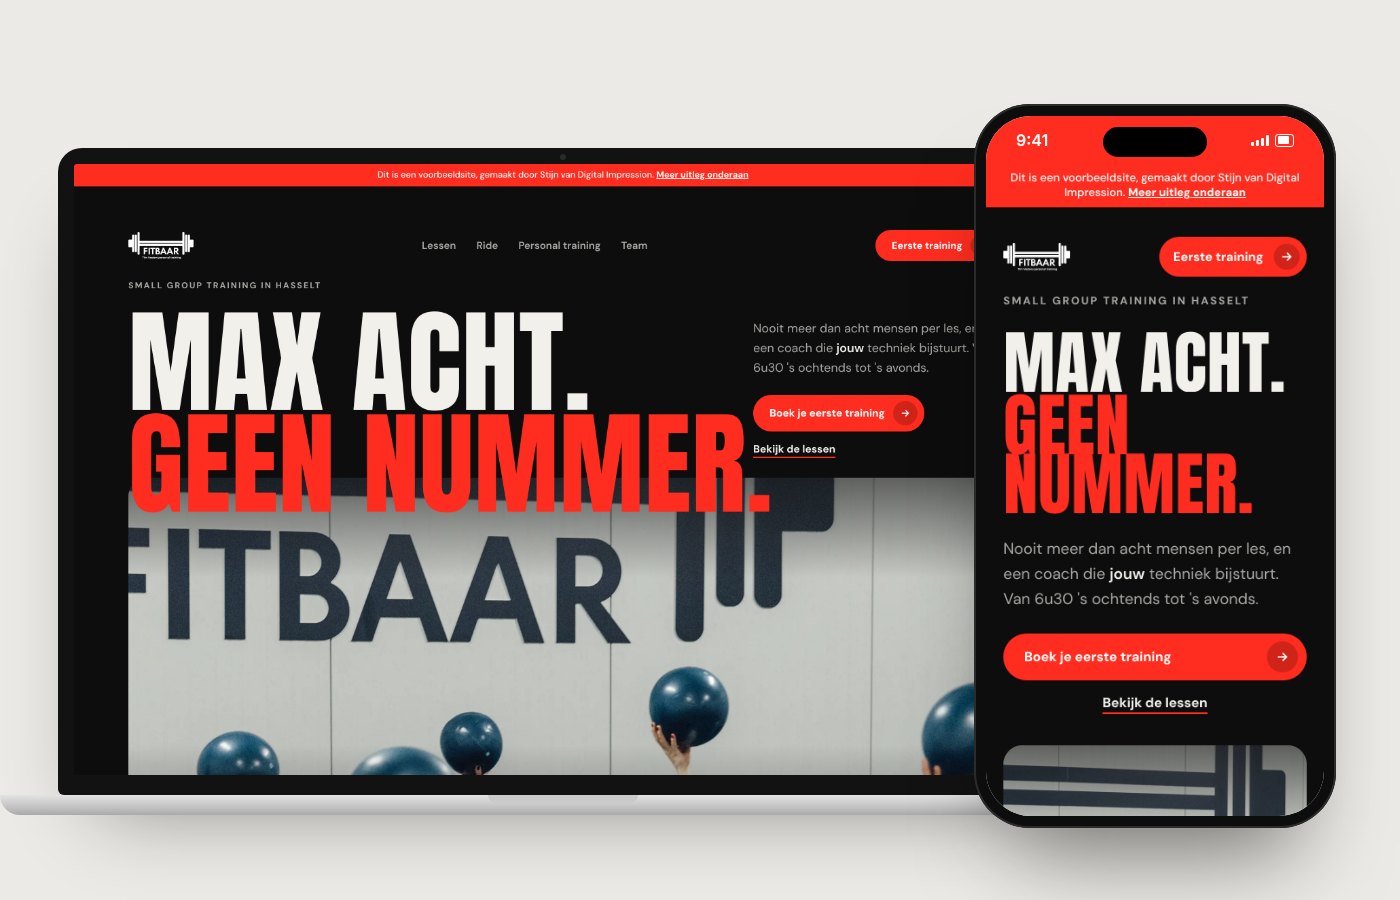 Dit is een voorbeeldsite, gemaakt door Stijn van Digital Impression. Meer uitleg onderaan
FITBAAR
Lessen Ride Personal training Team
Eerste training
SMALL GROUP TRAINING IN HASSELT
MAX ACHT.
GEEN NUMMER.
Nooit meer dan acht mensen per les, en
een coach die jouw techniek bijstuurt.
6u30 's ochtends tot 's avonds.
Boek je eerste training
Bekijk de lessen
FITBAAR
9:41
Dit is een voorbeeldsite, gemaakt door Stijn van Digital
Impression. Meer uitleg onderaan
FITBAAR
Eerste training
SMALL GROUP TRAINING IN HASSELT
MAX ACHT.
GEEN
NUMMER.
Nooit meer dan acht mensen per les, en
een coach die jouw techniek bijstuurt.
Van 6u30 's ochtends tot 's avonds.
Boek je eerste training
Bekijk de lessen